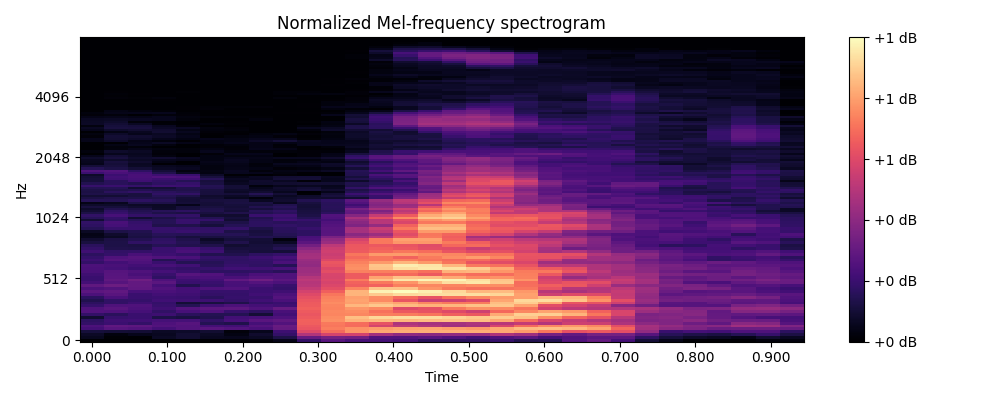 Normalized Mel-frequency spectrogram
Hz
4096
2048
1024
512
0
0.000 0.100 0.200 0.300 0.400 0.500 0.600 0.700 0.800 0.900
Time
+1 dB
+1 dB
+1 dB
+0 dB
+0 dB
+0 dB